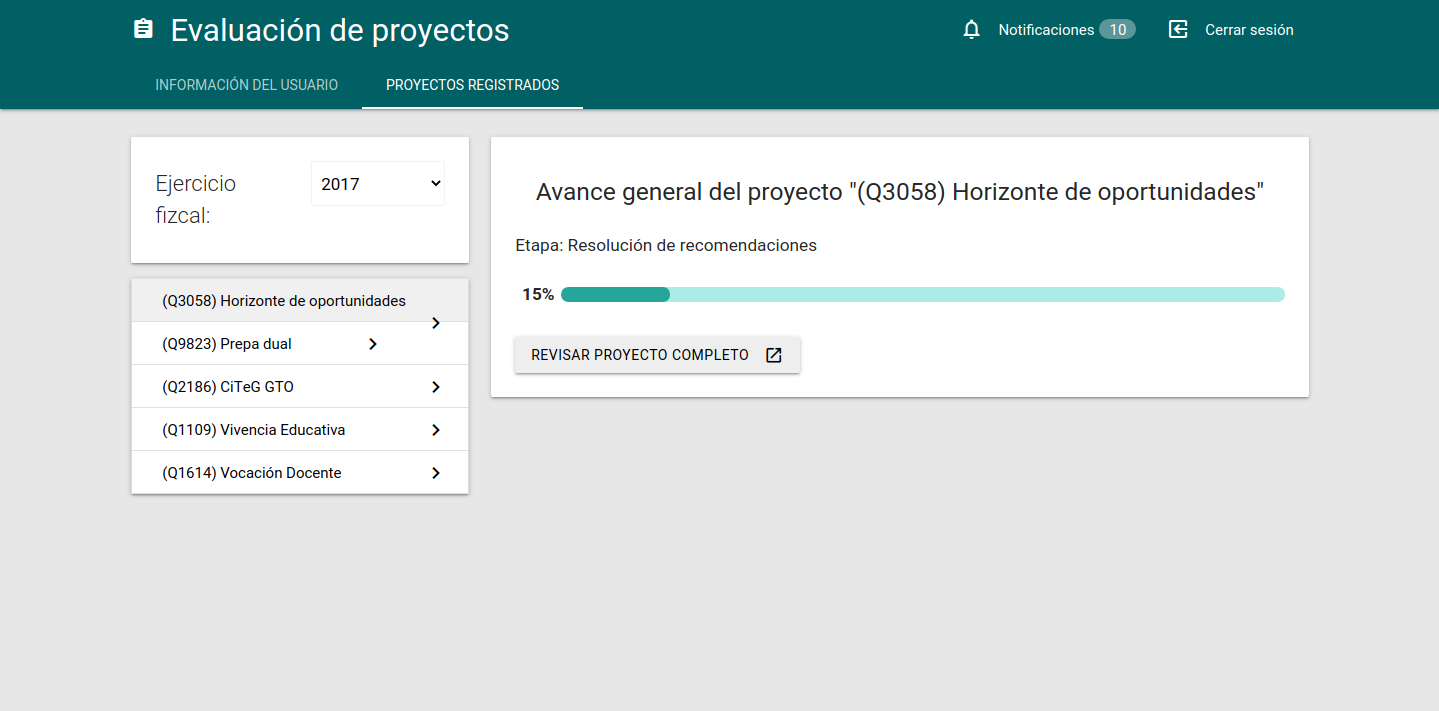 Evaluación de proyectos
Notificaciones 10
Cerrar sesión
INFORMACIÓN DEL USUARIO
PROYECTOS REGISTRADOS
Ejercicio
fizcal:
2017
(Q3058) Horizonte de oportunidades
(Q9823) Prepa dual
(Q2186) CiTeG GTO
(Q1109) Vivencia Educativa
(Q1614) Vocación Docente
Avance general del proyecto "(Q3058) Horizonte de oportunidades"
Etapa: Resolución de recomendaciones
15%
REVISAR PROYECTO COMPLETO